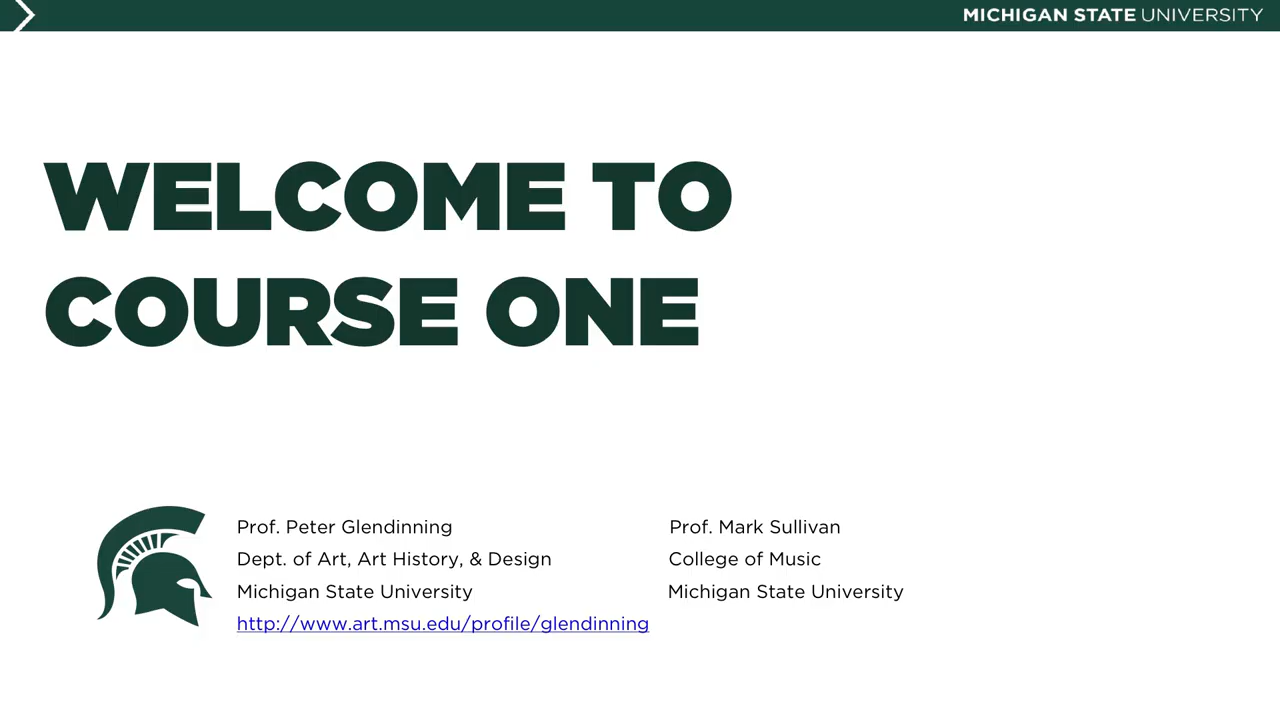 MICHIGAN STATE UNIVERSITY
WELCOME TO
COURSE ONE
Prof. Peter Glendinning
Dept. of Art, Art History, & Design
Michigan State University
http://www.art.msu.edu/profile/glendinning
Prof. Mark Sullivan
College of Music
Michigan State University